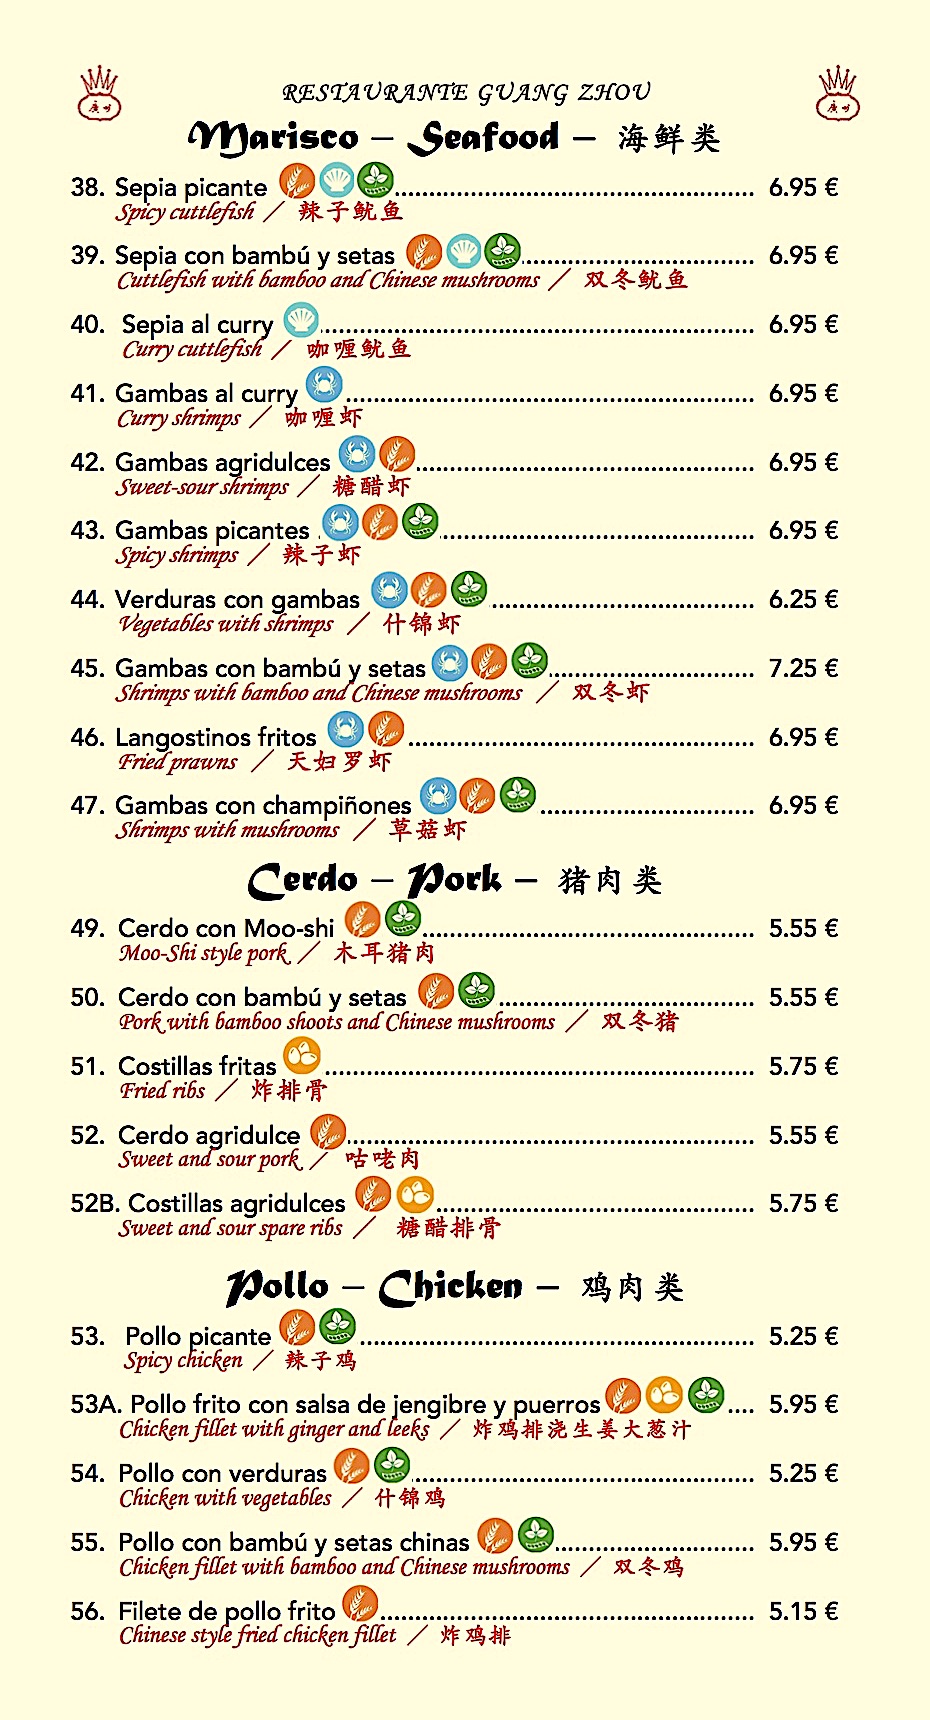 RESTAURANTE GUANG ZHOU
Marisco – Seafood – 海鲜类
38. Sepia picante 6.95 €
Spicy cuttlefish / 辣子鱿鱼
39. Sepia con bambú y setas 6.95 €
Cuttlefish with bamboo and Chinese mushrooms / 双冬鱿鱼
40. Sepia al curry 6.95 €
Curry cuttlefish / 咖喱鱿鱼
41. Gambas al curry 6.95 €
Curry shrimps / 咖喱虾
42. Gambas agridulces 6.95 €
Sweet-sour shrimps / 糖醋虾
43. Gambas picantes 6.95 €
Spicy shrimps / 辣子虾
44. Verduras con gambas 6.25 €
Vegetables with shrimps / 什锦虾
45. Gambas con bambú y setas 7.25 €
Shrimps with bamboo and Chinese mushrooms / 双冬虾
46. Langostinos fritos 6.95 €
Fried prawns / 天妇罗虾
47. Gambas con champiñones 6.95 €
Shrimps with mushrooms / 草菇虾
Cerdo – Pork – 猪肉类
49. Cerdo con Moo-shi 5.55 €
Moo-Shi style pork / 木耳猪肉
50. Cerdo con bambú y setas 5.55 €
Pork with bamboo shoots and Chinese mushrooms / 双冬猪
51. Costillas fritas 5.75 €
Fried ribs / 炸排骨
52. Cerdo agridulce 5.55 €
Sweet and sour pork / 咕咾肉
52B. Costillas agridulces 5.75 €
Sweet and sour spare ribs / 糖醋排骨
Pollo – Chicken – 鸡肉类
53. Pollo picante 5.25 €
Spicy chicken / 辣子鸡
53A. Pollo frito con salsa de jengibre y puerros 5.95 €
Chicken fillet with ginger and leeks / 炸鸡排浇生姜大葱汁
54. Pollo con verduras 5.25 €
Chicken with vegetables / 什锦鸡
55. Pollo con bambú y setas chinas 5.95 €
Chicken fillet with bamboo and Chinese mushrooms / 双冬鸡
56. Filete de pollo frito 5.15 €
Chinese style fried chicken fillet / 炸鸡排